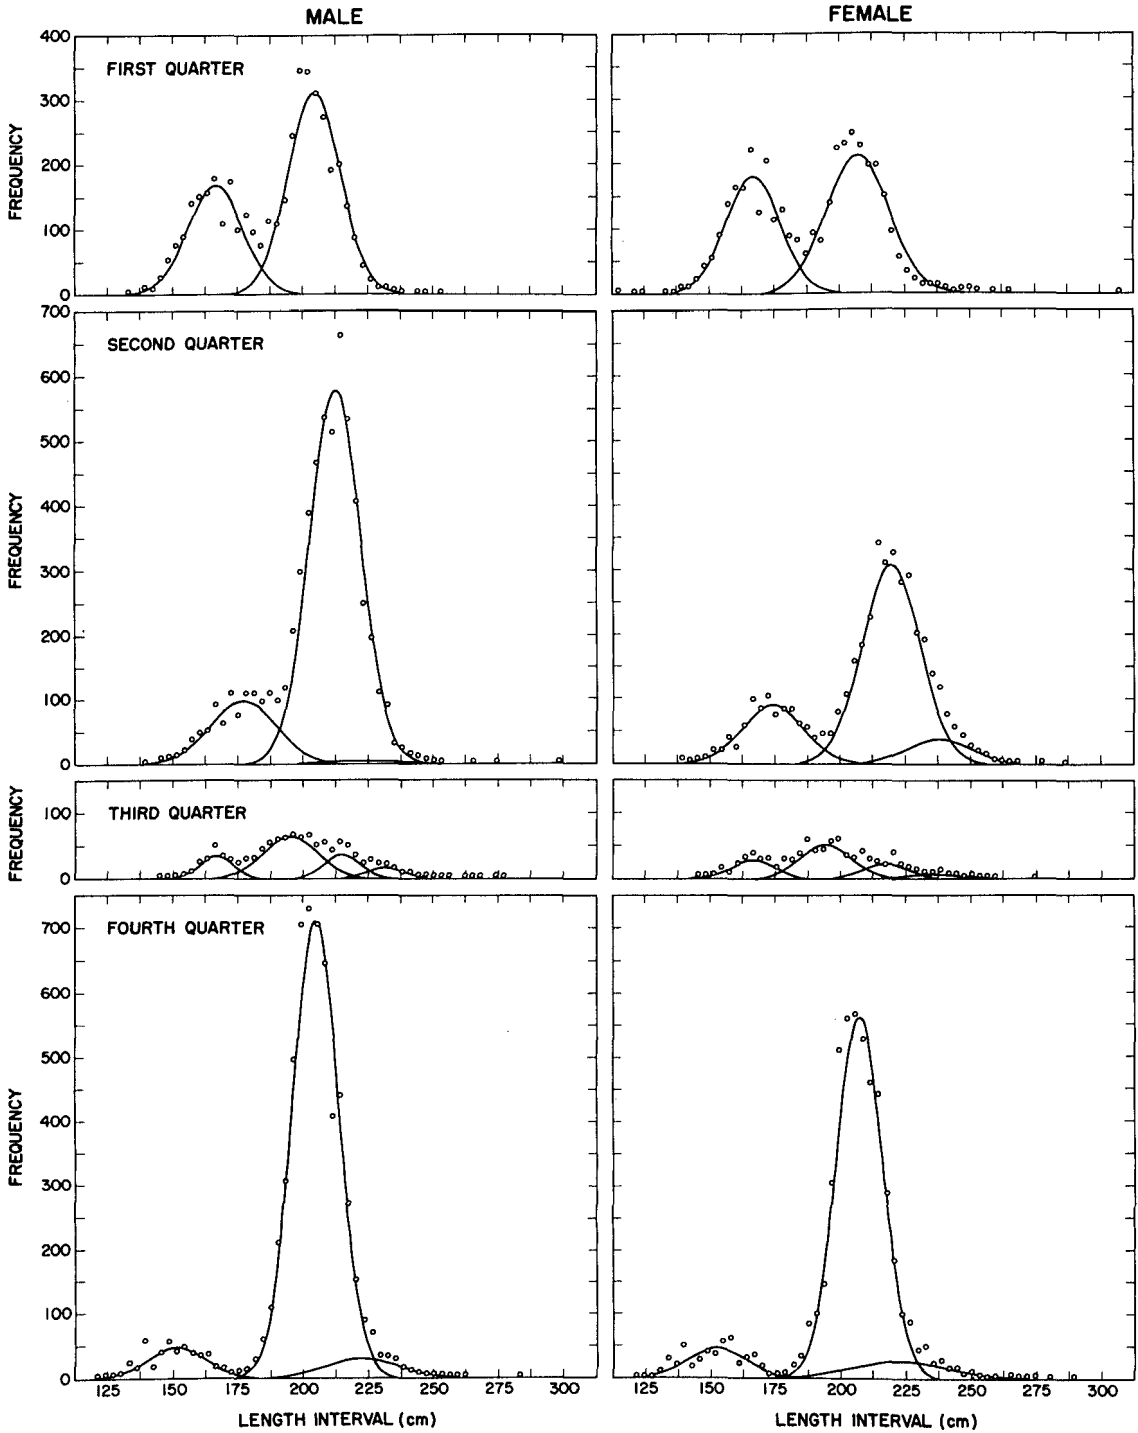 MALE FEMALE
400
FIRST QUARTER
300
FREQUENCY
200
100
0
700
SECOND QUARTER
600
500
FREQUENCY
400
300
200
100
0
THIRD QUARTER
FREQUENCY
100
0
FOURTH QUARTER
700
600
500
FREQUENCY
400
300
200
100
0
125 150 175 200 225 250 275 300 125 150 175 200 225 250 275 300
LENGTH INTERVAL (cm) LENGTH INTERVAL (cm)